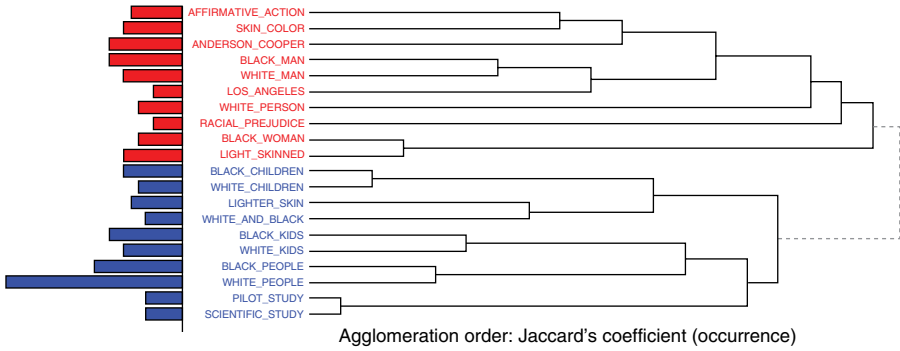 AFFIRMATIVE_ACTION
SKIN_COLOR
ANDERSON_COOPER
BLACK_MAN
WHITE_MAN
LOS_ANGELES
WHITE_PERSON
RACIAL_PREJUDICE
BLACK_WOMAN
LIGHT_SKINNED
BLACK_CHILDREN
WHITE_CHILDREN
LIGHTER_SKIN
WHITE_AND_BLACK
BLACK_KIDS
WHITE_KIDS
BLACK_PEOPLE
WHITE_PEOPLE
PILOT_STUDY
SCIENTIFIC_STUDY
Agglomeration order: Jaccard's coefficient (occurrence)